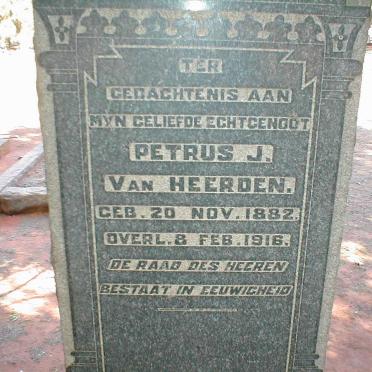 TER
GEDACHTENIS AAN
MYN GELIEFDE ECHTGENOOT
PETRUS J.
VAN HEERDEN.
GEB. 20 NOV. 1882.
OVERL. 8 FEB. 1916.
DE RAAD DES HEEREN
BESTAAT IN EEUWIGHEID